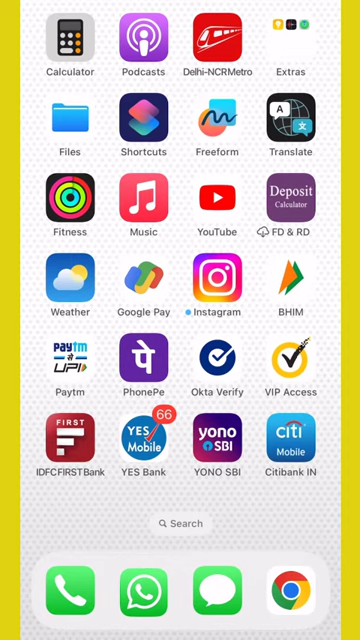 Calculator
Podcasts
Delhi-NCRMetro
Extras
Files
Shortcuts
Freeform
A
文
Translate
Fitness
Music
YouTube
Deposit
Calculator
FD & RD
Weather
Google Pay
Instagram
BHIM
Paytm
से
UPI
Paytm
पे
PhonePe
Okta Verify
VIP Access
FIRST
IDFCFIRSTBank
YES
Mobile
66
YES Bank
yono
SBI
YONO SBI
citi
Mobile
Citibank IN
Search